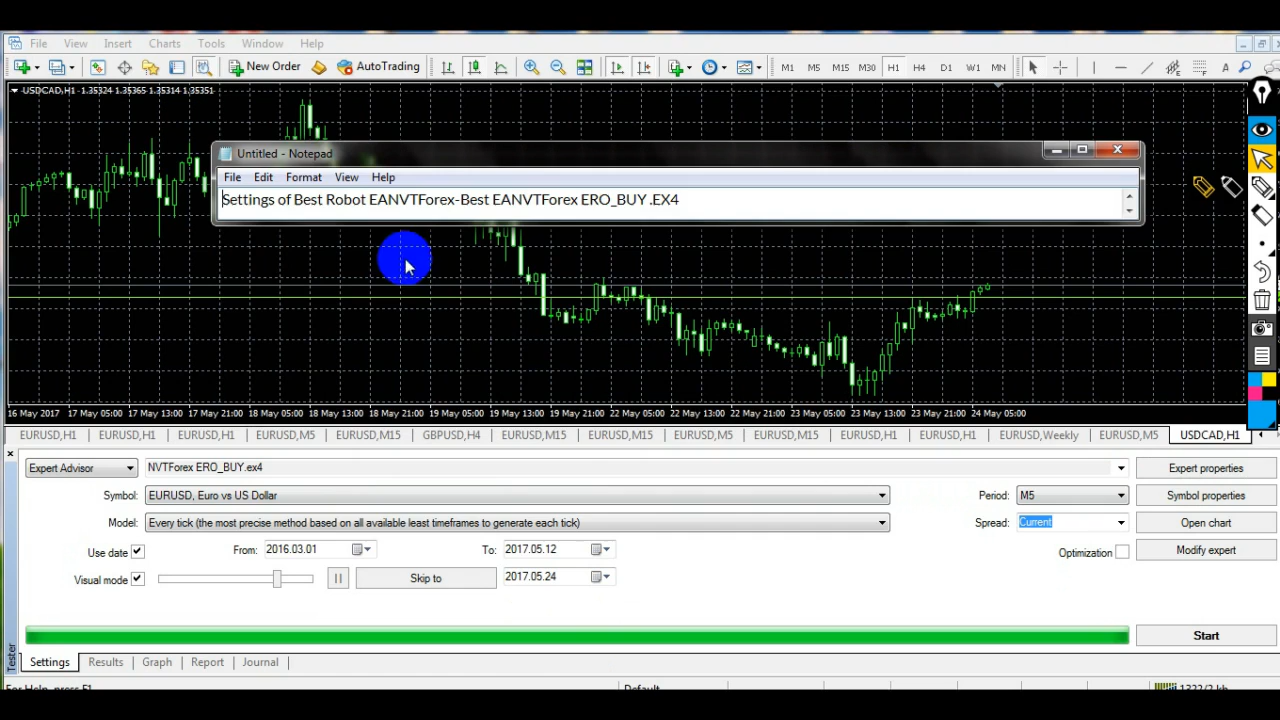 File View Insert Charts Tools Window Help
New Order AutoTrading M1 M5 M15 M30 H1 H4 D1 W1 MN A
USDCAD,H1 1.35324 1.35365 1.35314 1.35351
Untitled - Notepad
File Edit Format View Help
Settings of Best Robot EANVTForex-Best EANVTForex ERO_BUY .EX4
16 May 2017 17 May 05:00 17 May 13:00 17 May 21:00 18 May 05:00 18 May 13:00 18 May 21:00 19 May 05:00 19 May 13:00 19 May 21:00 22 May 05:00 22 May 13:00 22 May 21:00 23 May 05:00 23 May 13:00 23 May 21:00 24 May 05:00
EURUSD,H1 EURUSD,H1 EURUSD,H1 EURUSD,M5 EURUSD,M15 GBPUSD,H4 EURUSD,M15 EURUSD,M15 EURUSD,M5 EURUSD,M15 EURUSD,H1 EURUSD,H1 EURUSD,Weekly EURUSD,M5 USDCAD,H1
Expert Advisor NVTForex ERO_BUY.ex4 Expert properties
Symbol: EURUSD, Euro vs US Dollar Period: M5 Symbol properties
Model: Every tick (the most precise method based on all available least timeframes to generate each tick) Spread: Current Open chart
Use date From: 2016.03.01 To: 2017.05.12 Optimization Modify expert
Visual mode Skip to 2017.05.24
Start
Tester
Settings Results Graph Report Journal
For Help, press F1 Default 1322/2 kb